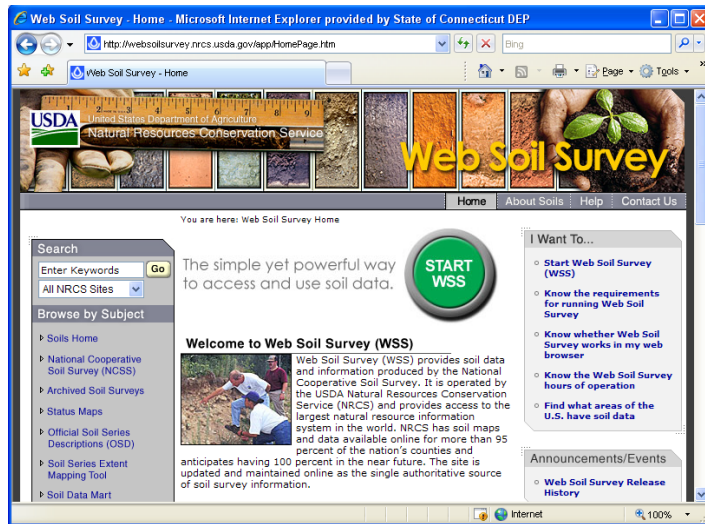 Web Soil Survey - Home - Microsoft Internet Explorer provided by State of Connecticut DEP
http://websoilsurvey.nrcs.usda.gov/app/HomePage.htm
Bing
Web Soil Survey - Home
Page
Tools
USDA
United States Department of Agriculture
Natural Resources Conservation Service
Web Soil Survey
Home
About Soils
Help
Contact Us
You are here: Web Soil Survey Home
Search
Enter Keywords
Go
All NRCS Sites
Browse by Subject
Soils Home
National Cooperative
Soil Survey (NCSS)
Archived Soil Surveys
Status Maps
Official Soil Series
Descriptions (OSD)
Soil Series Extent
Mapping Tool
Soil Data Mart
The simple yet powerful way
to access and use soil data.
START
WSS
Welcome to Web Soil Survey (WSS)
Web Soil Survey (WSS) provides soil data
and information produced by the National
Cooperative Soil Survey. It is operated by
the USDA Natural Resources Conservation
Service (NRCS) and provides access to the
largest natural resource information
system in the world. NRCS has soil maps
and data available online for more than 95
percent of the nation's counties and
anticipates having 100 percent in the near future. The site is
updated and maintained online as the single authoritative source
of soil survey information.
I Want To...
Start Web Soil Survey
(WSS)
Know the requirements
for running Web Soil
Survey
Know whether Web Soil
Survey works in my web
browser
Know the Web Soil Survey
hours of operation
Find what areas of the
U.S. have soil data
Announcements/Events
Web Soil Survey Release
History
Internet
100%